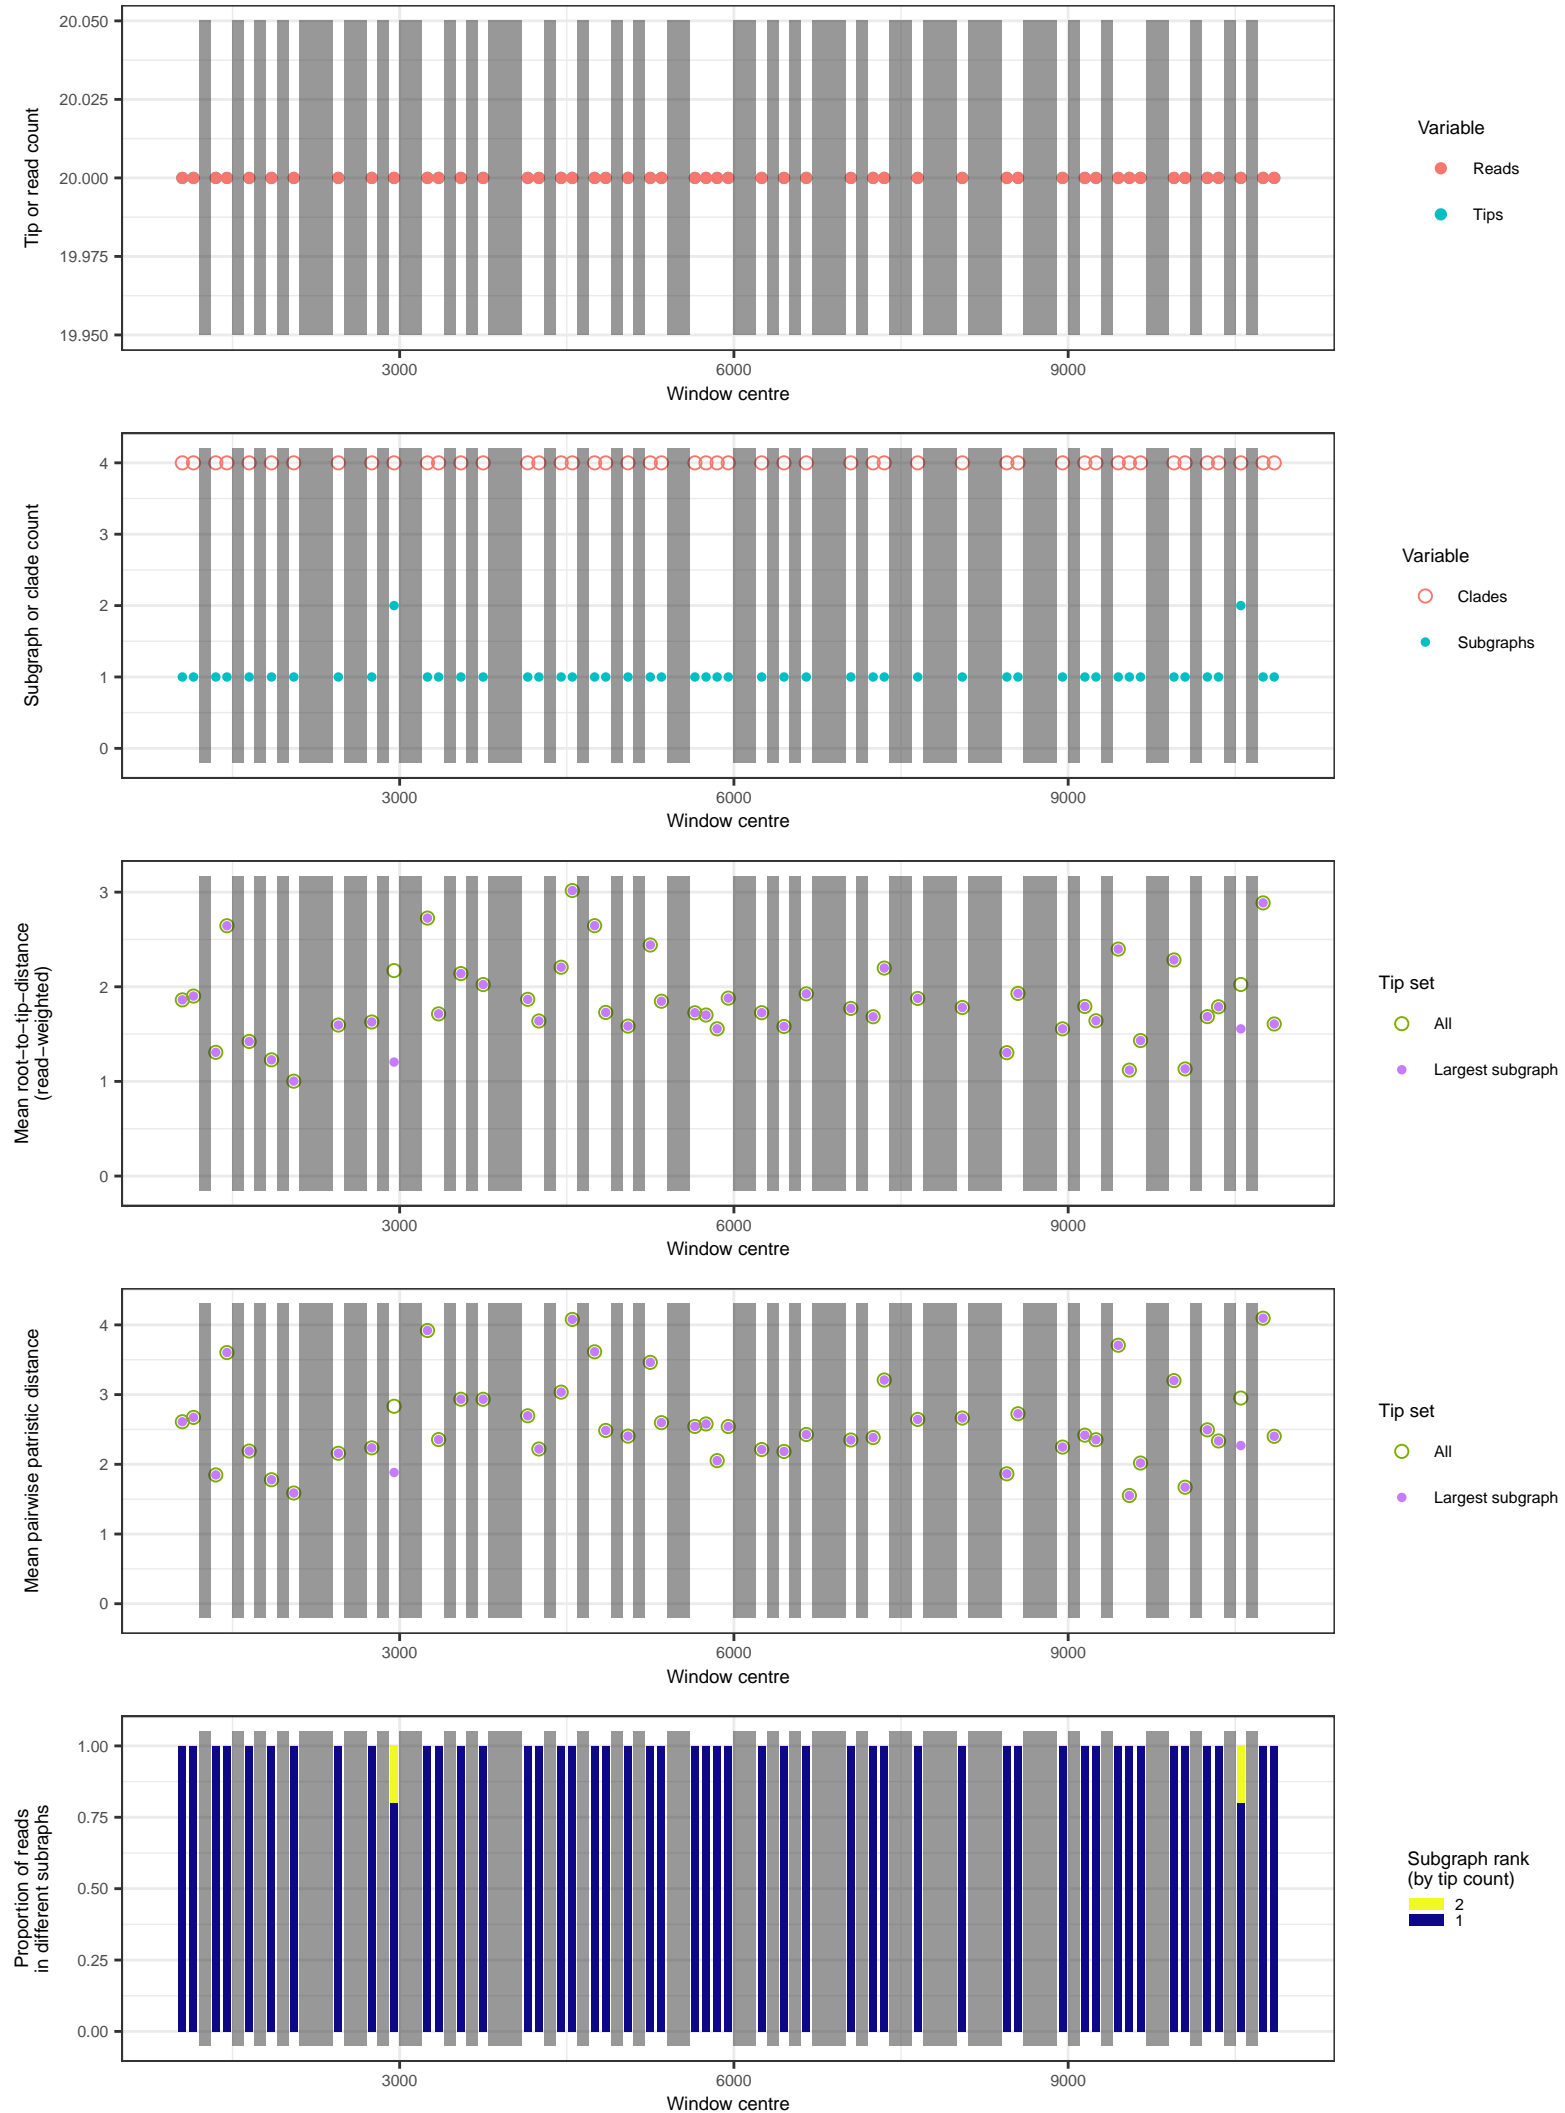 20.050
20.025
20.000
19.975
19.950
Tip or read count
3000
6000
9000
Window centre
Variable
Reads
Tips
4
3
2
1
0
Subgraph or clade count
3000
6000
9000
Window centre
Variable
Clades
Subgraphs
3
2
1
0
Mean root−to−tip−distance
(read−weighted)
3000
6000
9000
Window centre
Tip set
All
Largest subgraph
4
3
2
1
0
Mean pairwise patristic distance
3000
6000
9000
Window centre
Tip set
All
Largest subgraph
1.00
0.75
0.50
0.25
0.00
Proportion of reads
in different subraphs
3000
6000
9000
Window centre
Subgraph rank
(by tip count)
2
1